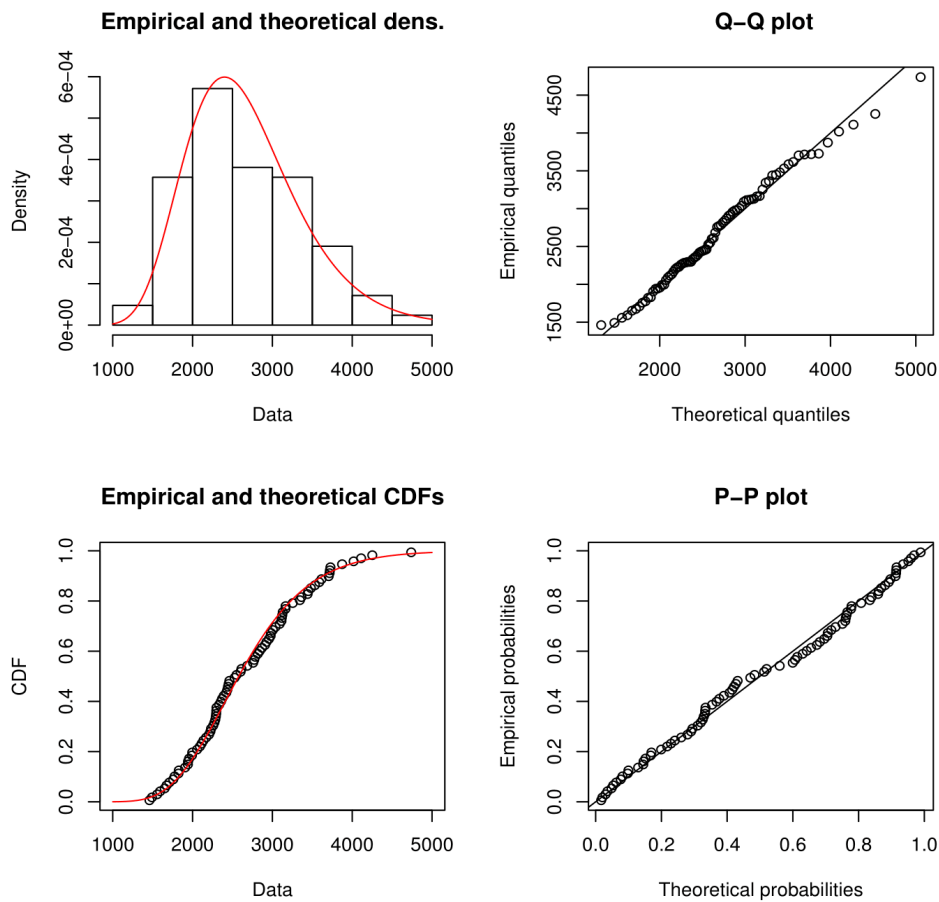 Empirical and theoretical dens.
Density
0e+00 2e−04 4e−04 6e−04
1000 2000 3000 4000 5000
Data
Q−Q plot
Empirical quantiles
1500 2500 3500 4500
2000 3000 4000 5000
Theoretical quantiles
Empirical and theoretical CDFs
CDF
0.0 0.2 0.4 0.6 0.8 1.0
1000 2000 3000 4000 5000
Data
P−P plot
Empirical probabilities
0.0 0.2 0.4 0.6 0.8 1.0
0.0 0.2 0.4 0.6 0.8 1.0
Theoretical probabilities